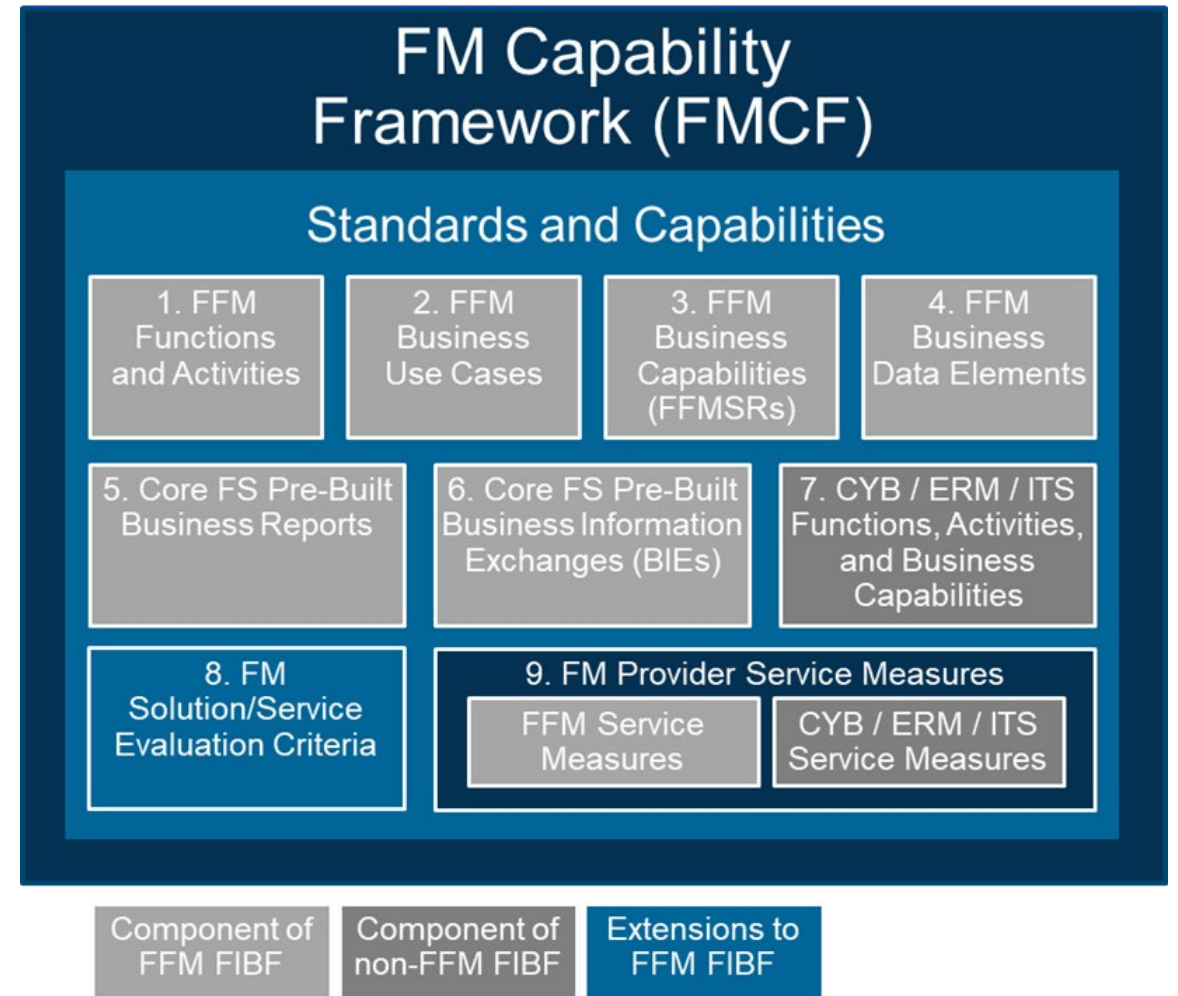 FM Capability
Framework (FMCF)
Standards and Capabilities
1. FFM
Functions
and Activities
2. FFM
Business
Use Cases
3. FFM
Business
Capabilities
(FFMSRs)
4. FFM
Business
Data Elements
5. Core FS Pre-Built
Business Reports
6. Core FS Pre-Built
Business Information
Exchanges (BIEs)
7. CYB / ERM / ITS
Functions, Activities,
and Business
Capabilities
8. FM
Solution/Service
Evaluation Criteria
9. FM Provider Service Measures
FFM Service
Measures
CYB / ERM / ITS
Service Measures
Component of
FFM FIBF
Component of
non-FFM FIBF
Extensions to
FFM FIBF